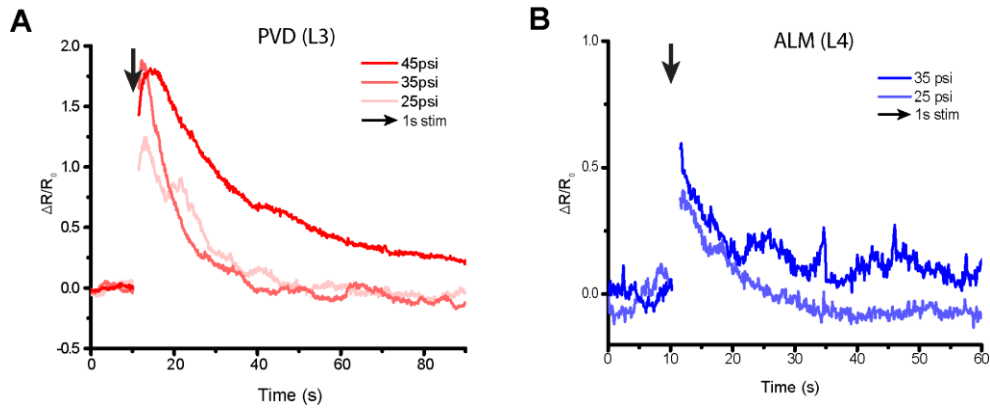 A
PVD (L3)
45psi
35psi
25psi
1s stim
2.0
1.5
1.0
0.5
0.0
-0.5
ΔR/R₀
0 20 40 60 80
Time (s)
B
ALM (L4)
35 psi
25 psi
1s stim
1.0
0.5
0.0
ΔR/R₀
0 10 20 30 40 50 60
Time (s)